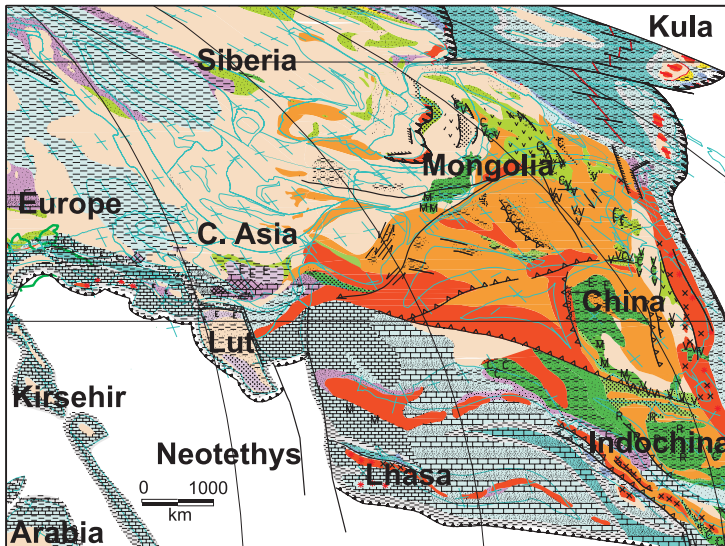 Kula
Siberia
Mongolia
Europe
C. Asia
China
Lut
Kirsehir
Indochina
Neotethys
Lhasa
0 1000
km
Arabia